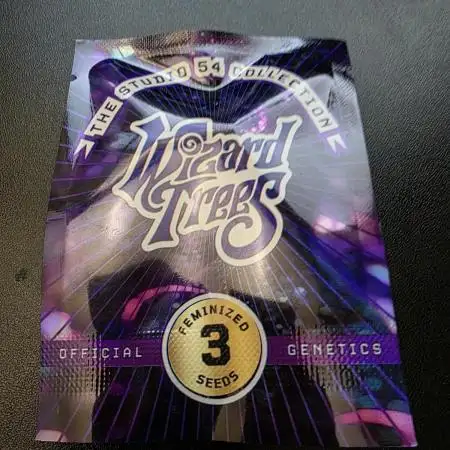 THE STUDIO 54 COLLECTION
Wizard
Trees
FEMINIZED
3
SEEDS
OFFICIAL GENETICS